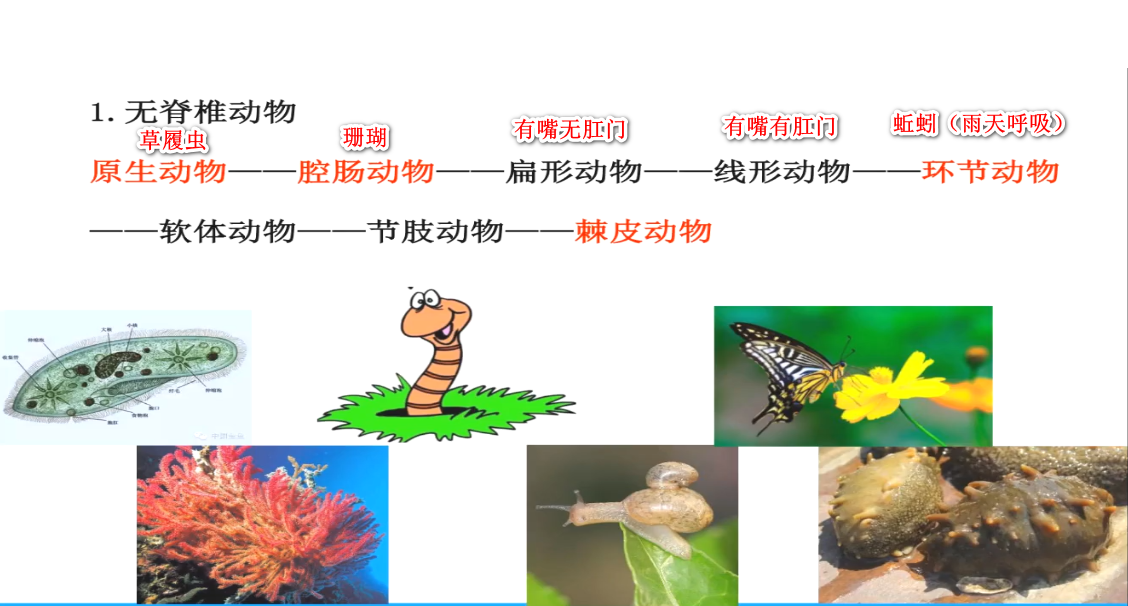 1. 无脊椎动物
草履虫 珊瑚 有嘴无肛门 有嘴有肛门 蚯蚓（雨天呼吸）
原生动物——腔肠动物——扁形动物——线形动物——环节动物
——软体动物——节肢动物——棘皮动物